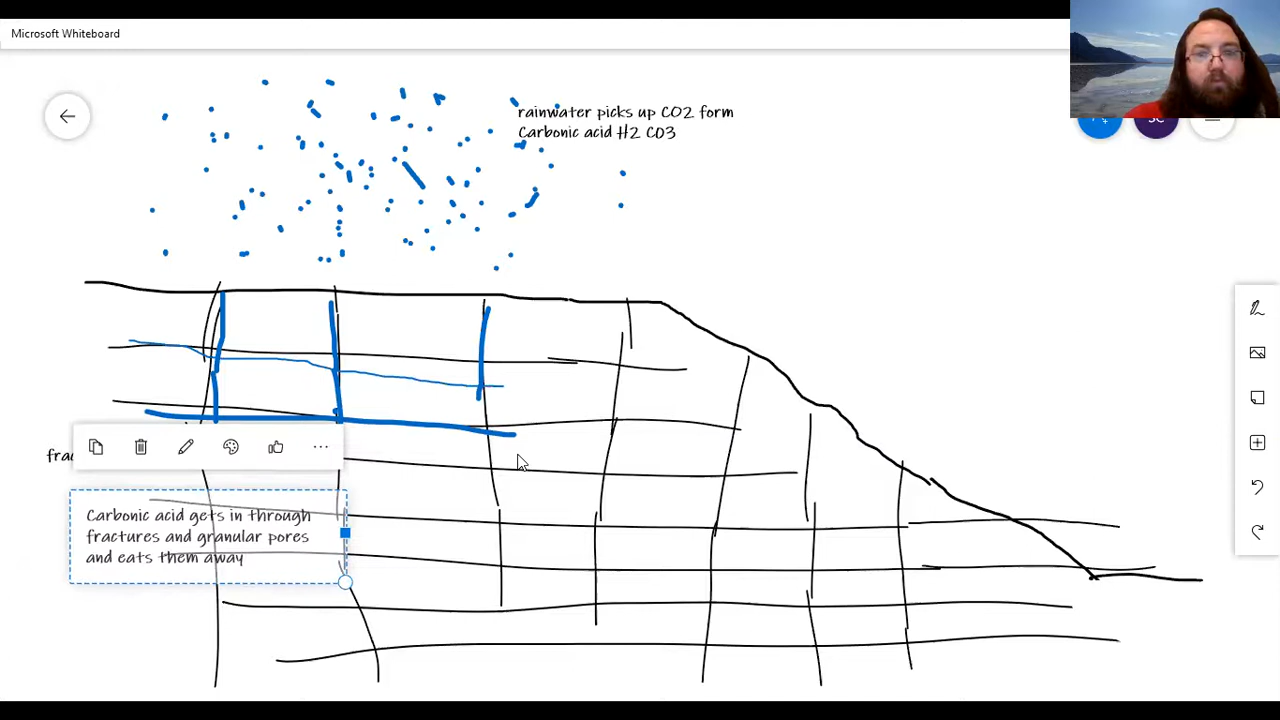 Microsoft Whiteboard
rainwater picks up CO2 form
Carbonic acid H2 CO3
Carbonic acid gets in through
fractures and granular pores
and eats them away